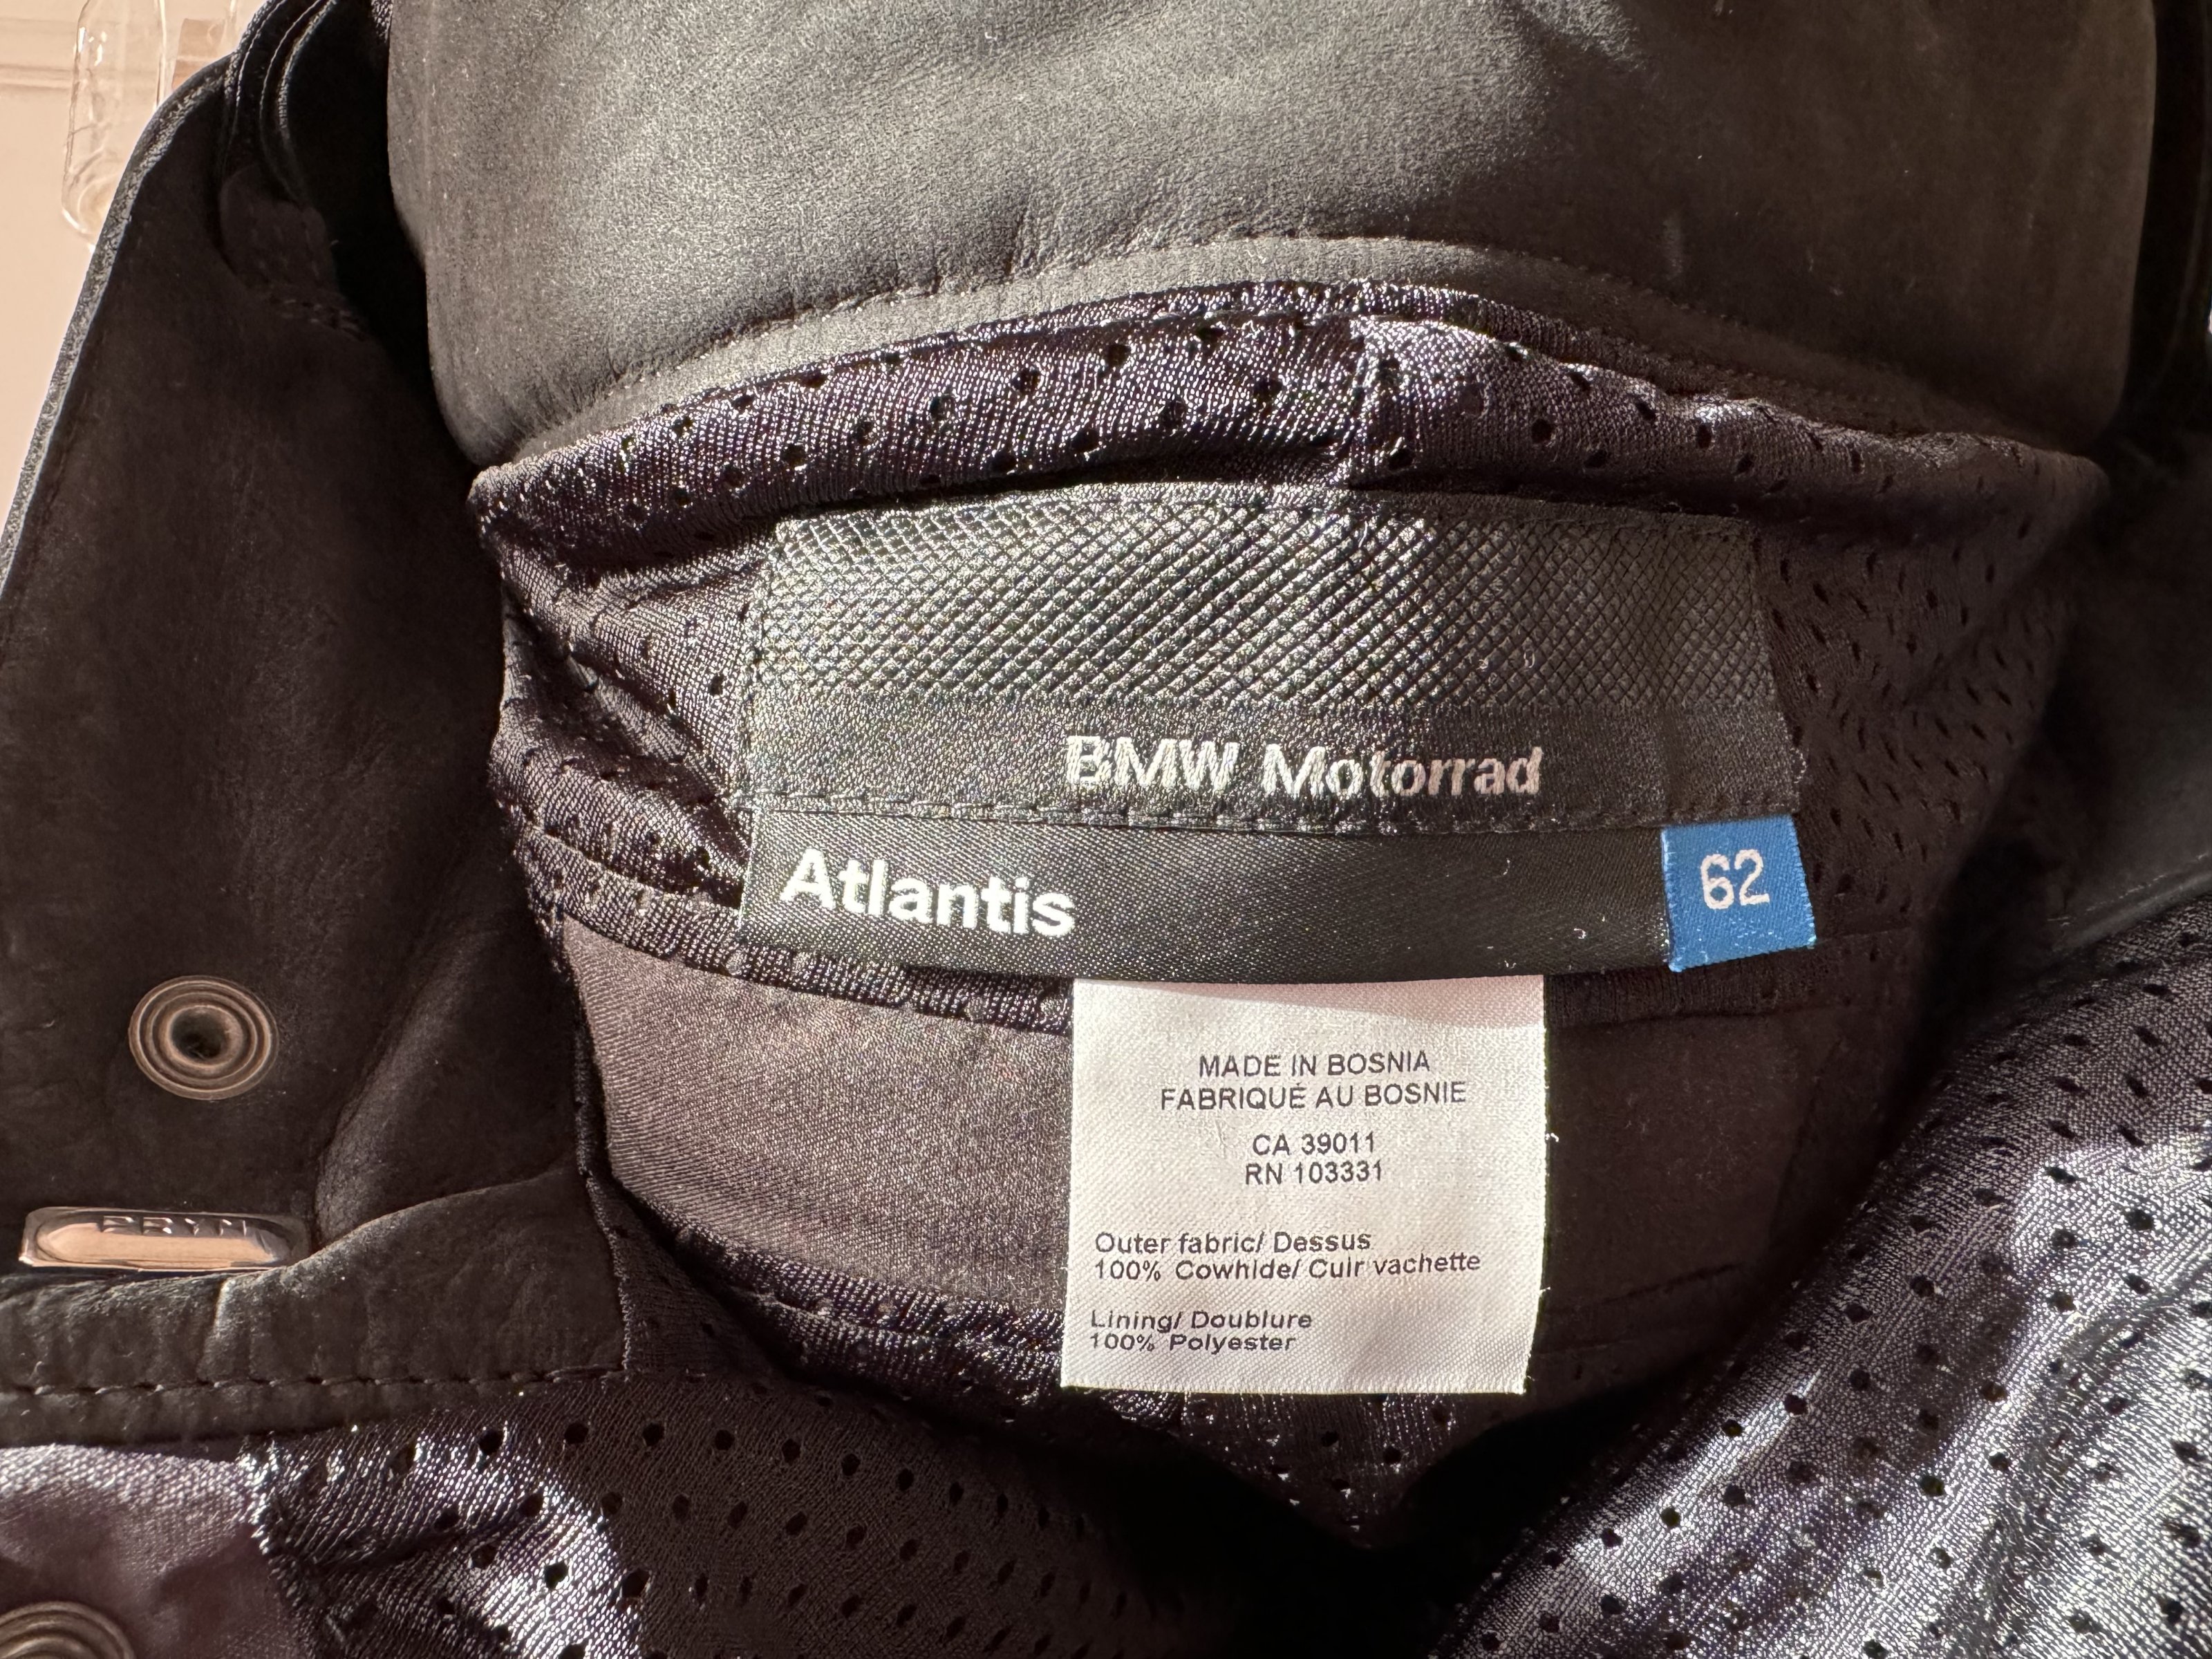 BMW Motorrad
Atlantis
62
MADE IN BOSNIA
FABRIQUÉ AU BOSNIE
CA 39011
RN 103331
Outer fabric/ Dessus
100% Cowhide/ Cuir vachette
Lining/ Doublure
100% Polyester
PRYM